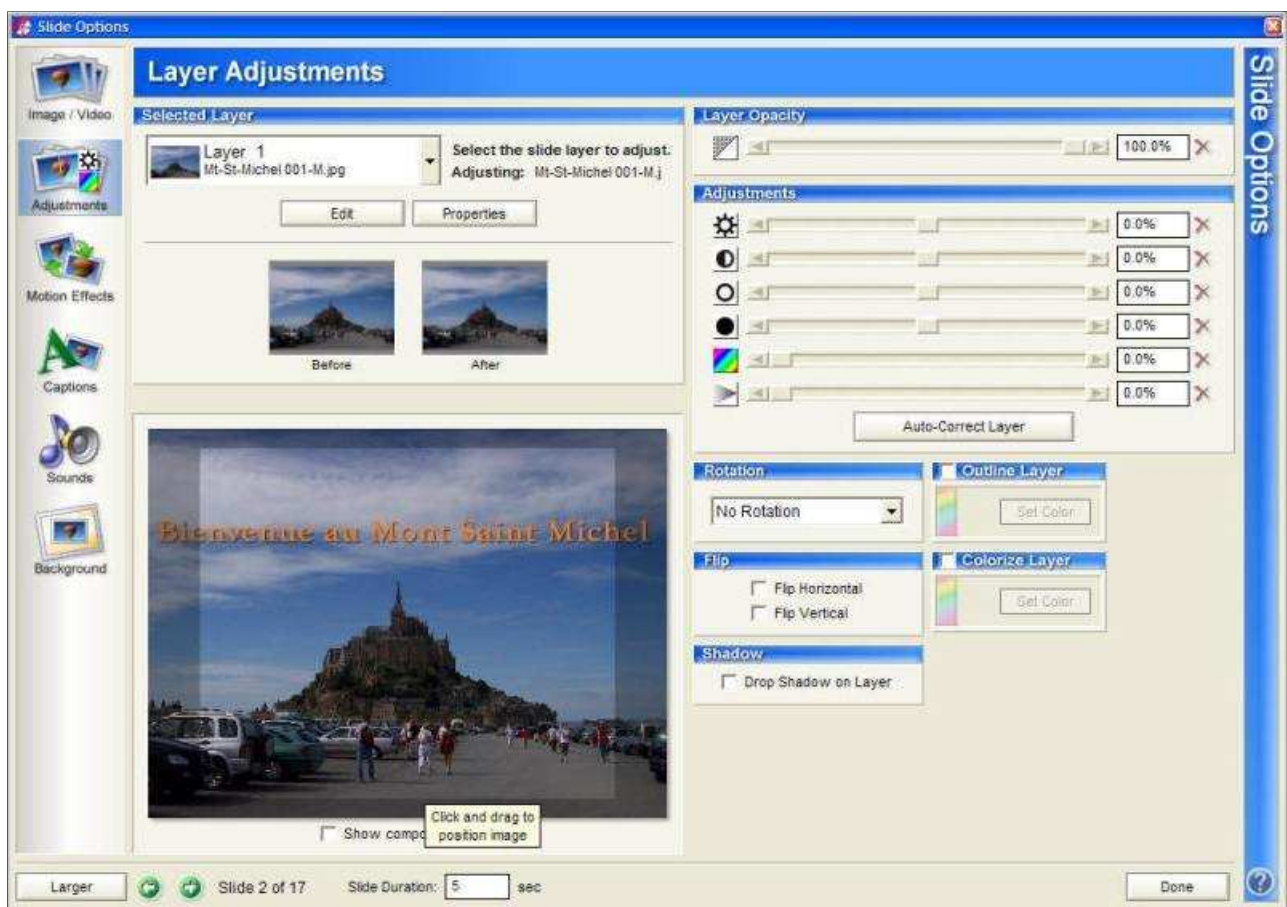 Slide Options
Image / Video
Adjustments
Motion Effects
Captions
Sounds
Background
Layer Adjustments
Selected Layer
Layer 1
Mt-St-Michel 001-M.jpg
Select the slide layer to adjust.
Adjusting: Mt-St-Michel 001-M.j
Edit
Properties
Before
After
Bienvenue au Mont Saint Michel
Show compo
Click and drag to
position image
Layer Opacity
100.0%
Adjustments
0.0%
0.0%
0.0%
0.0%
0.0%
0.0%
Auto-Correct Layer
Rotation
No Rotation
Outline Layer
Set Color
Flip
Flip Horizontal
Flip Vertical
Colorize Layer
Set Color
Shadow
Drop Shadow on Layer
Slide Options
Larger
Slide 2 of 17
Slide Duration: 5 sec
Done